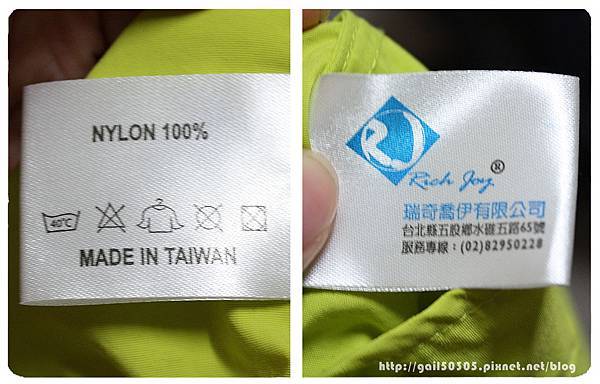 NYLON 100%
40°C
MADE IN TAIWAN
Rich Joy ®
瑞奇喬伊有限公司
台北縣五股鄉水碓五路65號
服務專線：(02)82950228
http://gail50305.pixnet.net/blog